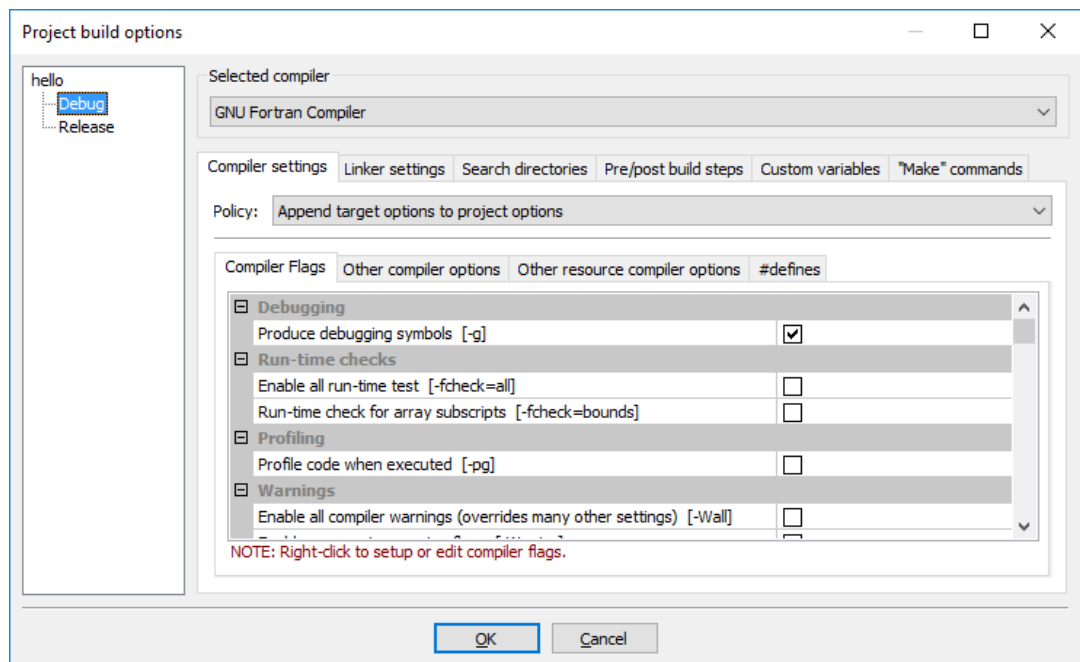 Project build options
hello
Debug
Release
Selected compiler
GNU Fortran Compiler
Compiler settings Linker settings Search directories Pre/post build steps Custom variables "Make" commands
Policy: Append target options to project options
Compiler Flags Other compiler options Other resource compiler options #defines
Debugging
Produce debugging symbols [-g]
Run-time checks
Enable all run-time test [-fcheck=all]
Run-time check for array subscripts [-fcheck=bounds]
Profiling
Profile code when executed [-pg]
Warnings
Enable all compiler warnings (overrides many other settings) [-Wall]
NOTE: Right-click to setup or edit compiler flags.
OK Cancel